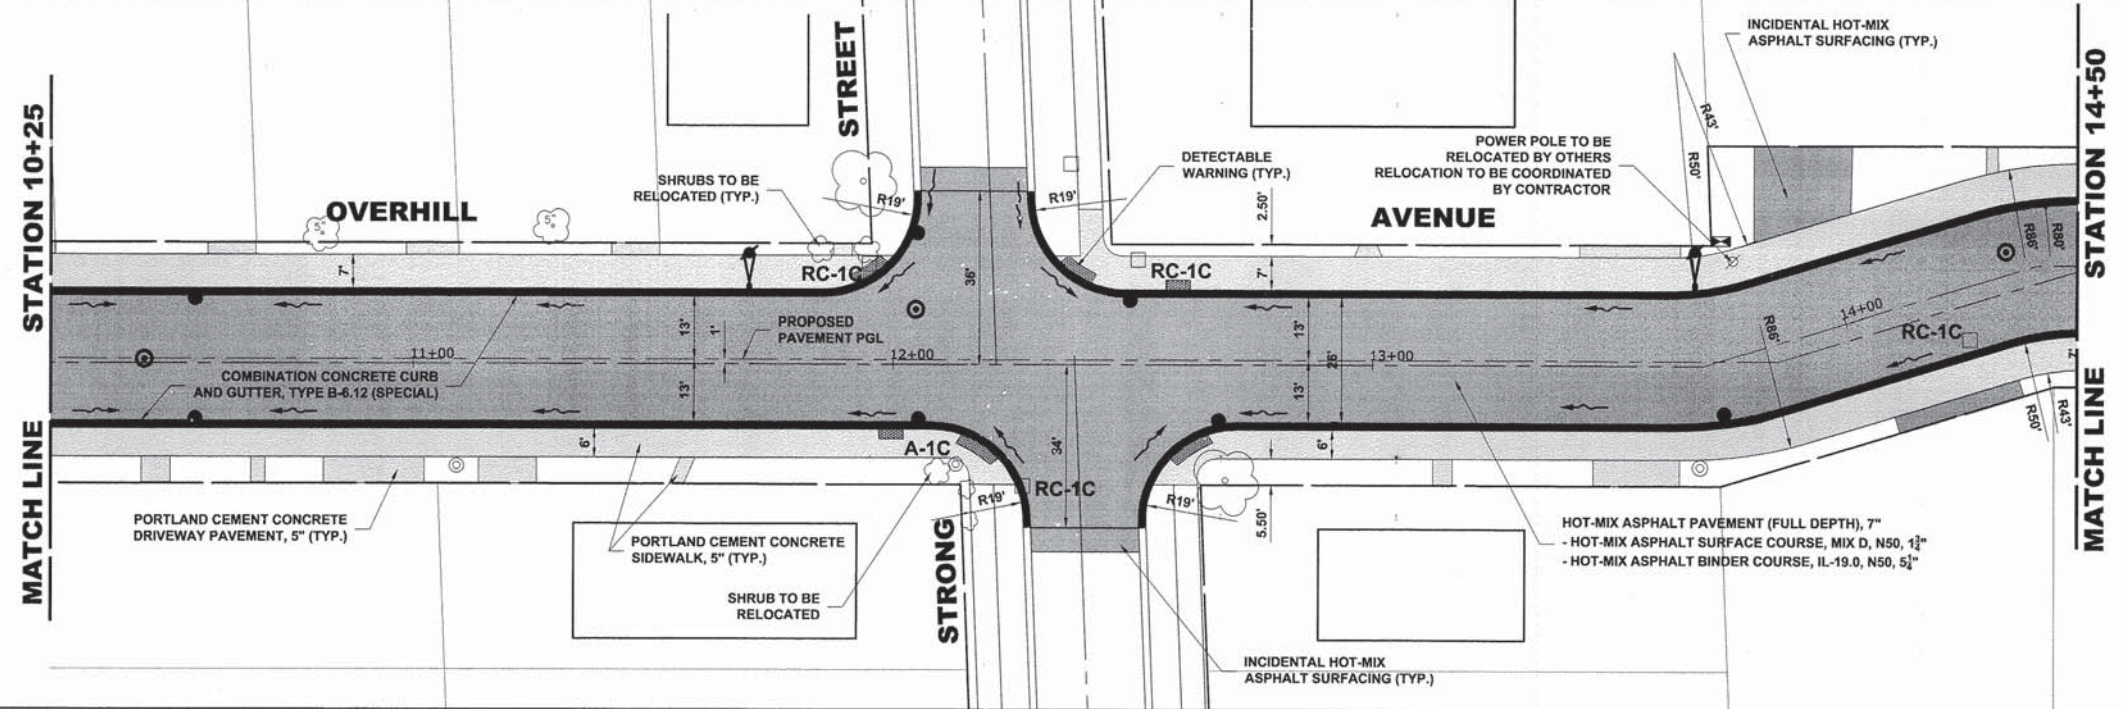 INCIDENTAL HOT-MIX
ASPHALT SURFACING (TYP.)
STATION 10+25
MATCH LINE
STATION 14+50
MATCH LINE
STREET
STRONG
OVERHILL
AVENUE
5"
5"
SHRUBS TO BE
RELOCATED (TYP.)
R19'
R19'
DETECTABLE
WARNING (TYP.)
2.50'
POWER POLE TO BE
RELOCATED BY OTHERS
RELOCATION TO BE COORDINATED
BY CONTRACTOR
R50'
R43'
R86'
R80'
7'
RC-1C
RC-1C
7'
36'
13'
1'
PROPOSED
PAVEMENT PGL
13'
26'
R86'
14+00
RC-1C
11+00
12+00
13+00
COMBINATION CONCRETE CURB
AND GUTTER, TYPE B-6.12 (SPECIAL)
13'
13'
6'
A-1C
34'
6'
R50'
R43'
RC-1C
R19'
R19'
5.50'
PORTLAND CEMENT CONCRETE
DRIVEWAY PAVEMENT, 5" (TYP.)
PORTLAND CEMENT CONCRETE
SIDEWALK, 5" (TYP.)
SHRUB TO BE
RELOCATED
HOT-MIX ASPHALT PAVEMENT (FULL DEPTH), 7"
- HOT-MIX ASPHALT SURFACE COURSE, MIX D, N50, 1¾"
- HOT-MIX ASPHALT BINDER COURSE, IL-19.0, N50, 5¼"
INCIDENTAL HOT-MIX
ASPHALT SURFACING (TYP.)